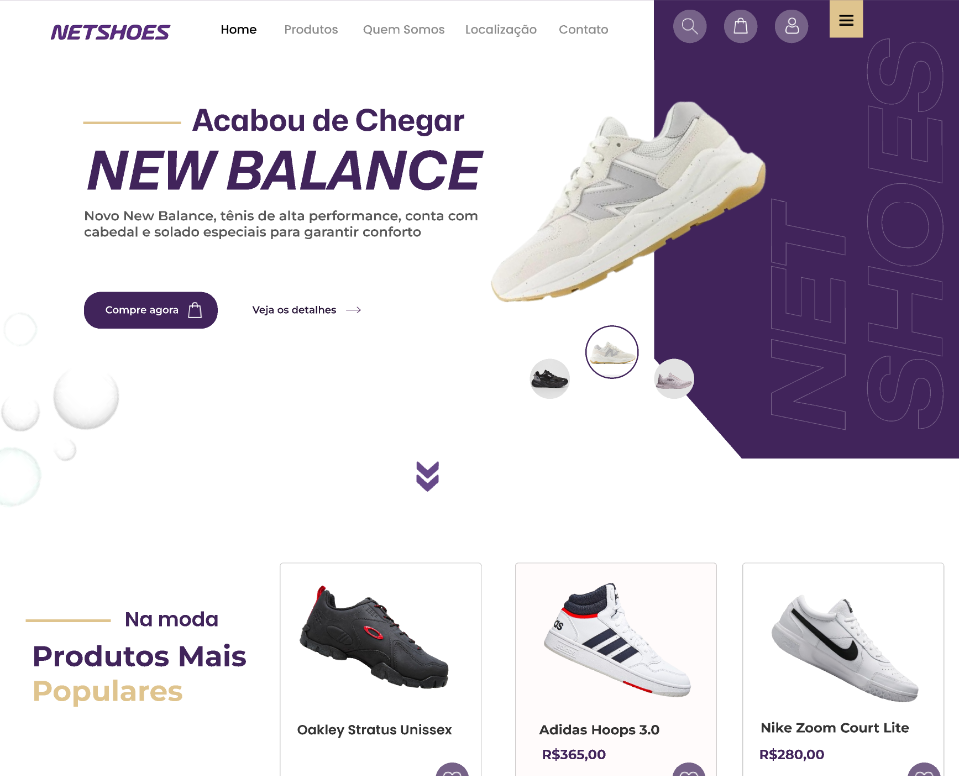 NETSHOES
Home Produtos Quem Somos Localização Contato
Acabou de Chegar
NEW BALANCE
Novo New Balance, tênis de alta performance, conta com
cabedal e solado especiais para garantir conforto
Compre agora
Veja os detalhes
NET
SHOES
Na moda
Produtos Mais
Populares
Oakley Stratus Unissex
Adidas Hoops 3.0
R$365,00
Nike Zoom Court Lite
R$280,00